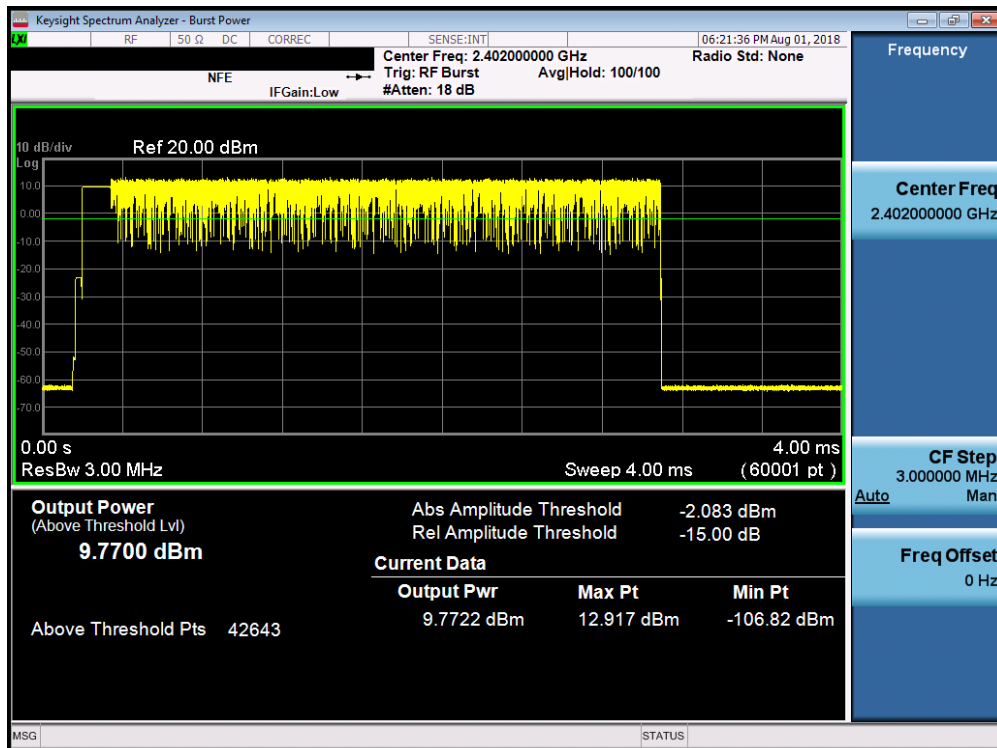 Keysight Spectrum Analyzer - Burst Power
LXI RF 50 Ω DC CORREC SENSE:INT 06:21:36 PM Aug 01, 2018
Center Freq: 2.402000000 GHz Radio Std: None
NFE Trig: RF Burst Avg|Hold: 100/100
IFGain:Low #Atten: 18 dB
Frequency
10 dB/div Ref 20.00 dBm
Log
10.0
0.00
-10.0
-20.0
-30.0
-40.0
-50.0
-60.0
-70.0
0.00 s 4.00 ms
ResBw 3.00 MHz Sweep 4.00 ms (60001 pt)
Center Freq
2.402000000 GHz
CF Step
3.000000 MHz
Auto Man
Freq Offset
0 Hz
Output Power
(Above Threshold Lvl)
9.7700 dBm
Above Threshold Pts 42643
Abs Amplitude Threshold -2.083 dBm
Rel Amplitude Threshold -15.00 dB
Current Data
Output Pwr Max Pt Min Pt
9.7722 dBm 12.917 dBm -106.82 dBm
MSG STATUS